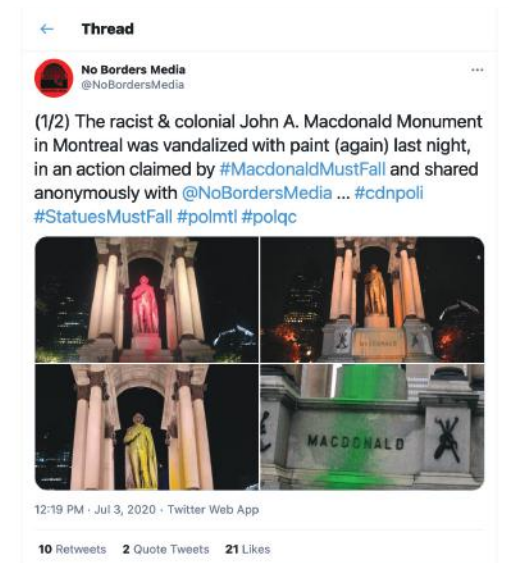 Thread
No Borders Media
@NoBordersMedia
(1/2) The racist & colonial John A. Macdonald Monument
in Montreal was vandalized with paint (again) last night,
in an action claimed by #MacdonaldMustFall and shared
anonymously with @NoBordersMedia ... #cdnpoli
#StatuesMustFall #polmtl #polqc
MACDONALD
MACDONALD
12:19 PM · Jul 3, 2020 · Twitter Web App
10 Retweets 2 Quote Tweets 21 Likes